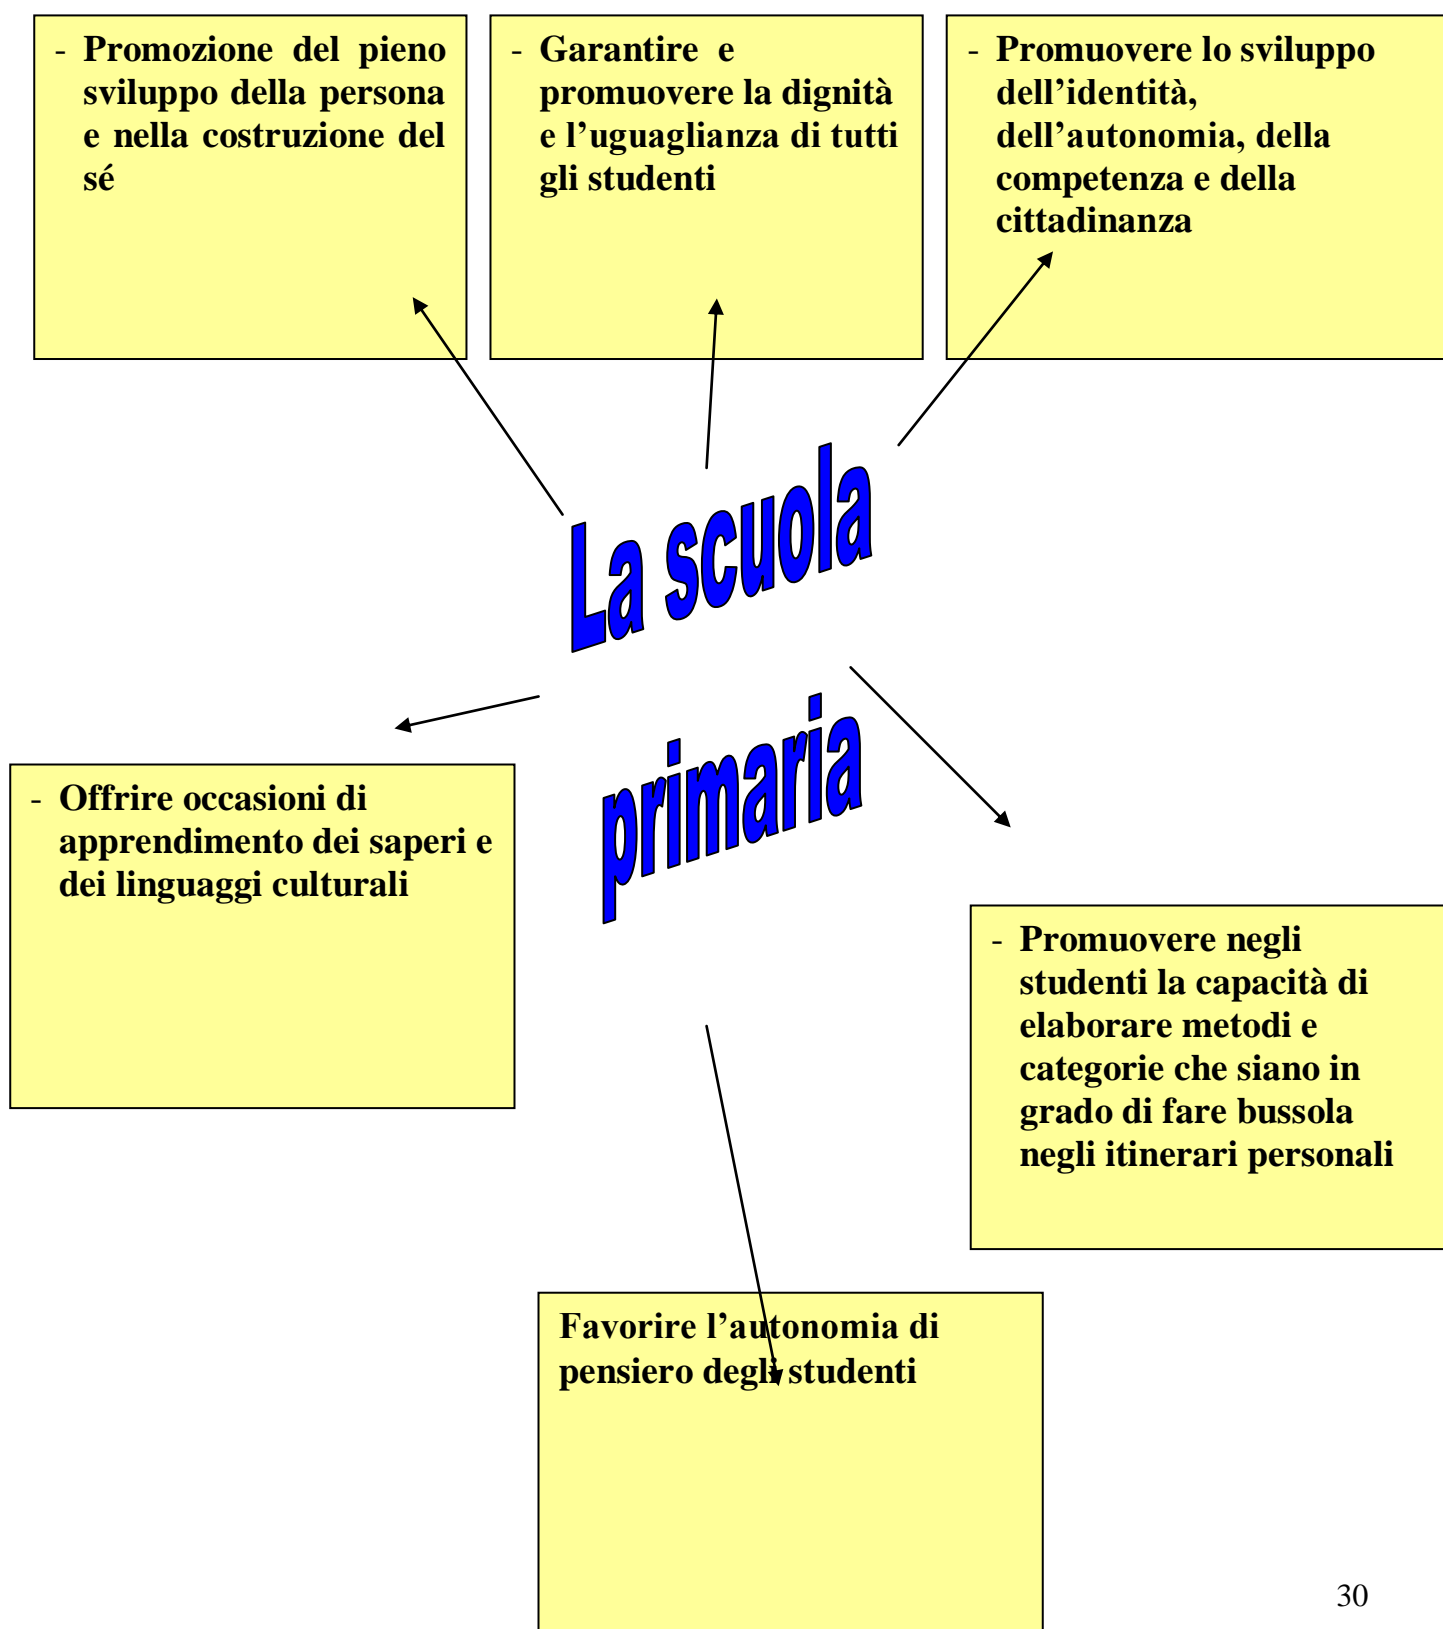 - Promozione del pieno
sviluppo della persona
e nella costruzione del
sé
- Garantire e
promuovere la dignità
e l’uguaglianza di tutti
gli studenti
- Promuovere lo sviluppo
dell’identità,
dell’autonomia, della
competenza e della
cittadinanza
La scuola
primaria
- Offrire occasioni di
apprendimento dei saperi e
dei linguaggi culturali
- Promuovere negli
studenti la capacità di
elaborare metodi e
categorie che siano in
grado di fare bussola
negli itinerari personali
Favorire l’autonomia di
pensiero degli studenti
30